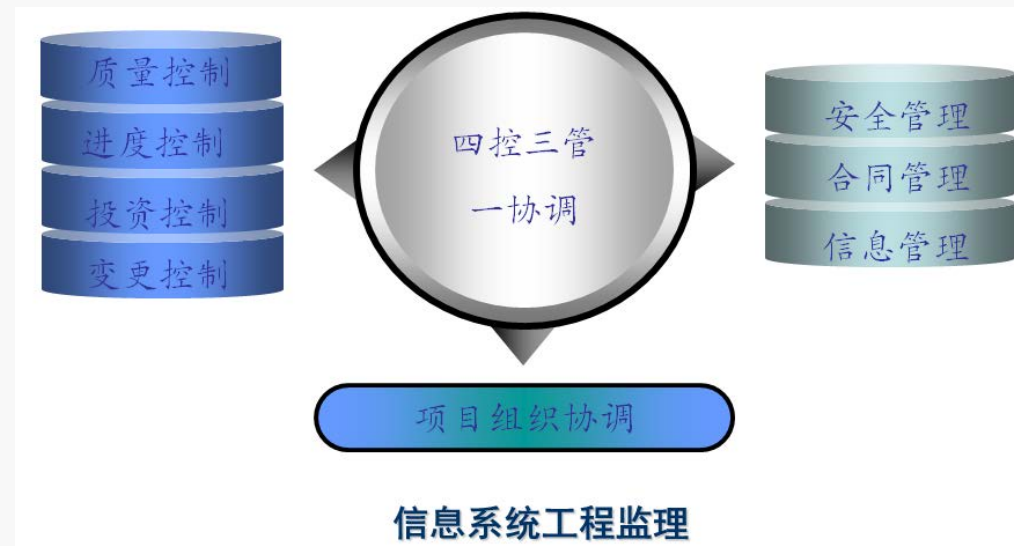 质量控制
进度控制
投资控制
变更控制
四控三管
一协调
安全管理
合同管理
信息管理
项目组织协调
信息系统工程监理